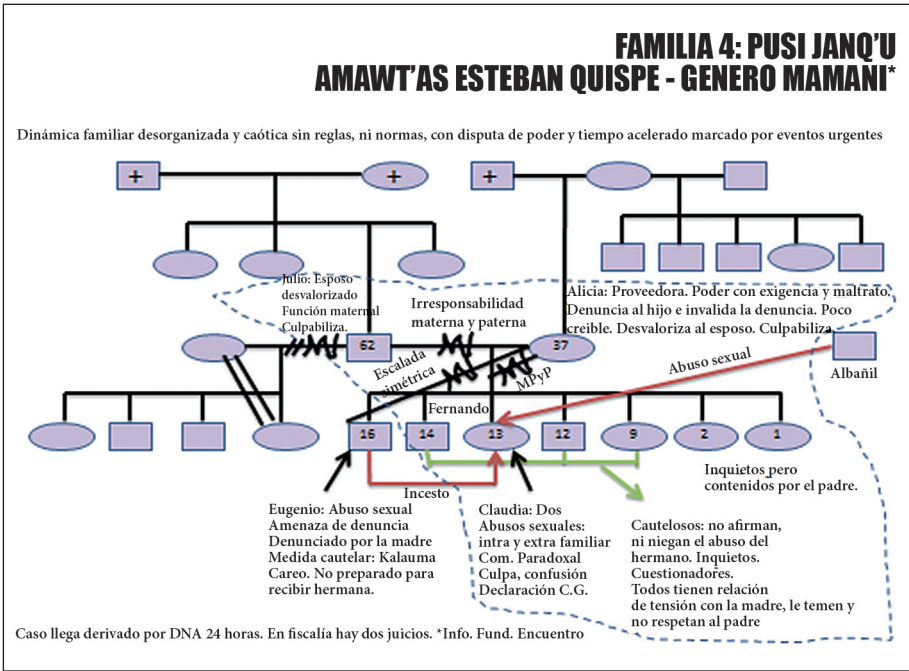 FAMILIA 4: PUSI JANQ'U
AMAWT'AS ESTEBAN QUISPE - GENERO MAMANI*
Dinámica familiar desorganizada y caótica sin reglas, ni normas, con disputa de poder y tiempo acelerado marcado por eventos urgentes
+
+
+
Julio: Esposo
desvalorizado
Función maternal
Culpabiliza.
Irresponsabilidad
materna y paterna
Alicia: Proveedora. Poder con exigencia y maltrato.
Denuncia al hijo e invalida la denuncia. Poco
creible. Desvaloriza al esposo. Culpabiliza.
62
37
Escalada
simétrica
MPyP
Abuso sexual
Albañil
Fernando
16
14
13
12
9
2
1
Incesto
Inquietos pero
contenidos por el padre.
Eugenio: Abuso sexual
Amenaza de denuncia
Denunciado por la madre
Medida cautelar: Kalauma
Careo. No preparado para
recibir hermana.
Claudia: Dos
Abusos sexuales:
intra y extra familiar
Com. Paradoxal
Culpa, confusión
Declaración C.G.
Cautelosos: no afirman,
ni niegan el abuso del
hermano. Inquietos.
Cuestionadores.
Todos tienen relación
de tensión con la madre, le temen y
no respetan al padre
Caso llega derivado por DNA 24 horas. En fiscalía hay dos juicios. *Info. Fund. Encuentro